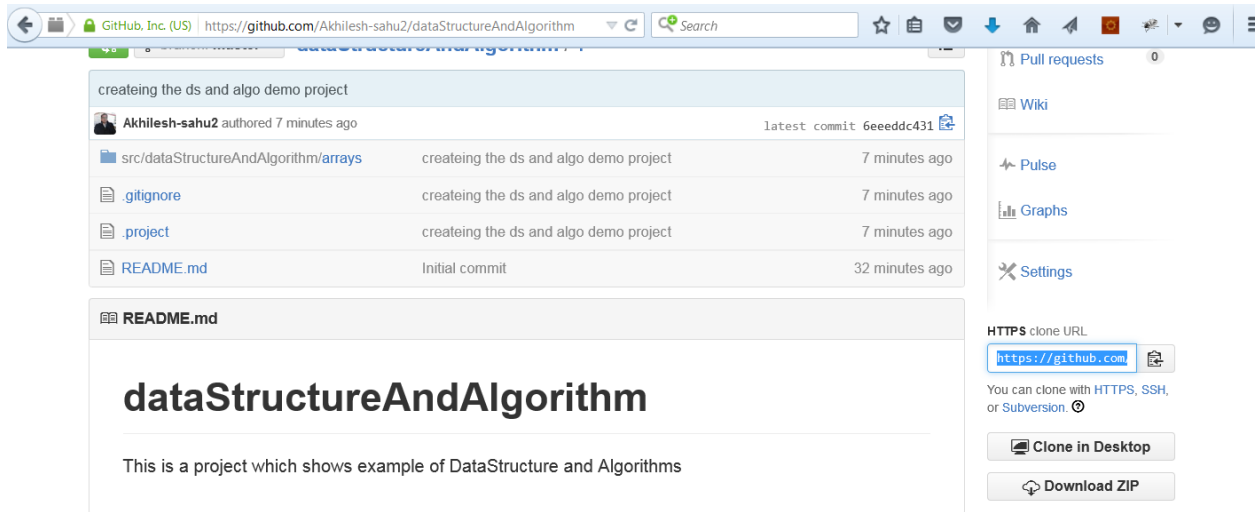 GitHub, Inc. (US) https://github.com/Akhilesh-sahu2/dataStructureAndAlgorithm Search
dataStructureAndAlgorithm /
createing the ds and algo demo project
Akhilesh-sahu2 authored 7 minutes ago latest commit 6eeeddc431
src/dataStructureAndAlgorithm/arrays createing the ds and algo demo project 7 minutes ago
.gitignore createing the ds and algo demo project 7 minutes ago
.project createing the ds and algo demo project 7 minutes ago
README.md Initial commit 32 minutes ago
README.md
dataStructureAndAlgorithm
This is a project which shows example of DataStructure and Algorithms
Pull requests 0
Wiki
Pulse
Graphs
Settings
HTTPS clone URL
https://github.com/
You can clone with HTTPS, SSH,
or Subversion.
Clone in Desktop
Download ZIP